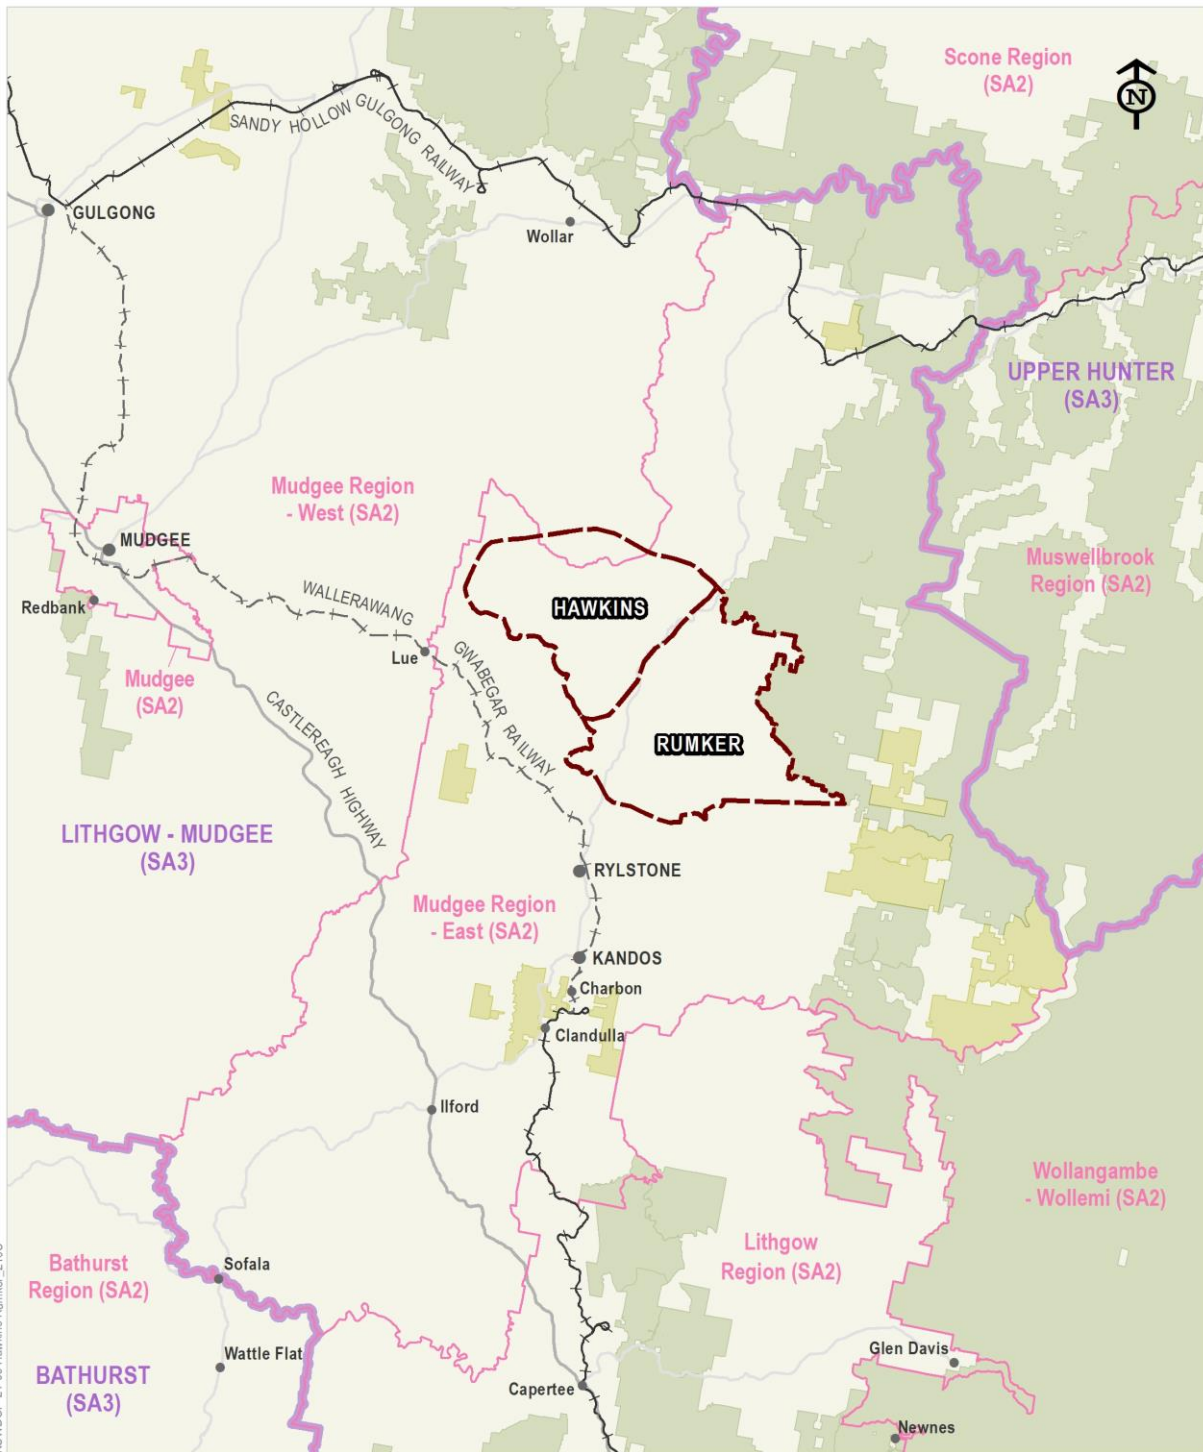 Scone Region
(SA2)
N
SANDY HOLLOW GULGONG RAILWAY
GULGONG
Wollar
UPPER HUNTER
(SA3)
Mudgee Region
- West (SA2)
MUDGEE
Muswellbrook
Region (SA2)
WALLERAWANG
GWABEGAR RAILWAY
HAWKINS
Redbank
Lue
Mudgee
(SA2)
CASTLEREAGH HIGHWAY
RUMKER
LITHGOW - MUDGEE
(SA3)
RYLSTONE
Mudgee Region
- East (SA2)
KANDOS
Charbon
Clandulla
Ilford
Wollangambe
- Wollemi (SA2)
Lithgow
Region (SA2)
Bathurst
Region (SA2)
Sofala
Wattle Flat
Glen Davis
BATHURST
(SA3)
Capertee
Newnes